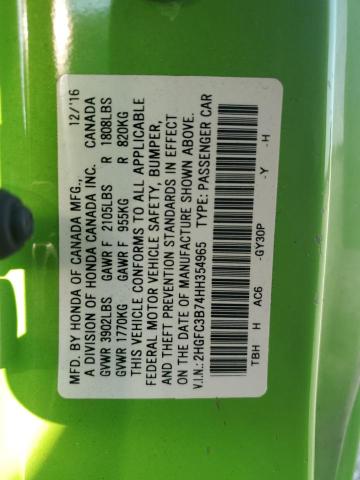 MFD. BY HONDA OF CANADA MFG., 12/'16
A DIVISION OF HONDA CANADA INC. CANADA
GVWR 3902LBS GAWR F 2105LBS R 1808LBS
GVWR 1770KG GAWR F 955KG R 820KG
THIS VEHICLE CONFORMS TO ALL APPLICABLE
FEDERAL MOTOR VEHICLE SAFETY, BUMPER,
AND THEFT PREVENTION STANDARDS IN EFFECT
ON THE DATE OF MANUFACTURE SHOWN ABOVE.
V.I.N.: 2HGFC3B74HH354965 TYPE: PASSENGER CAR
TBH H AC6 -GY30P -Y -H